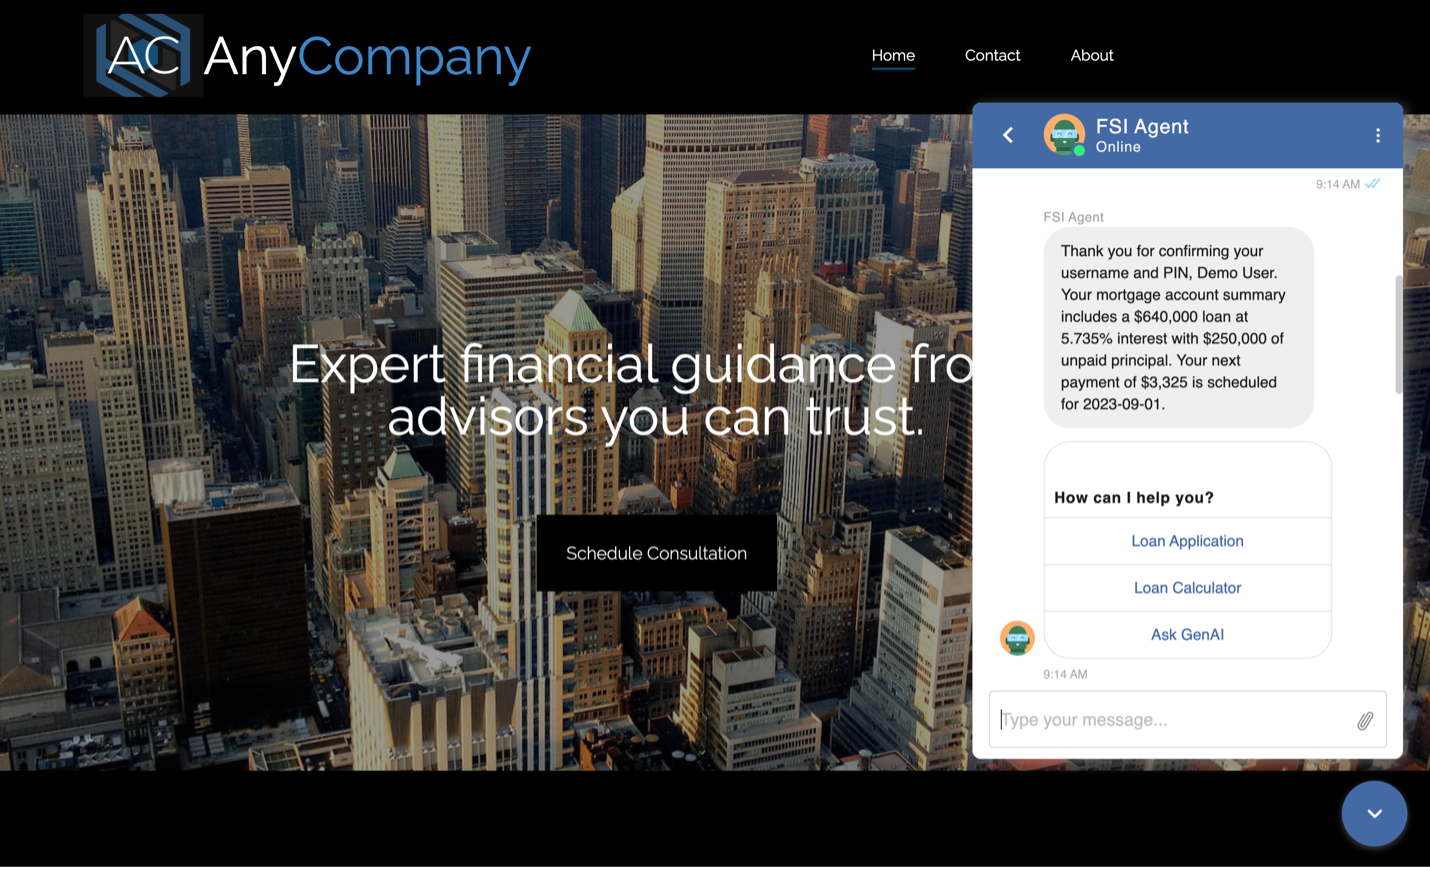 AC AnyCompany
Home
Contact
About
Expert financial guidance fro
advisors you can trust.
Schedule Consultation
FSI Agent
Online
9:14 AM
FSI Agent
Thank you for confirming your
username and PIN, Demo User.
Your mortgage account summary
includes a $640,000 loan at
5.735% interest with $250,000 of
unpaid principal. Your next
payment of $3,325 is scheduled
for 2023-09-01.
How can I help you?
Loan Application
Loan Calculator
Ask GenAI
9:14 AM
Type your message...